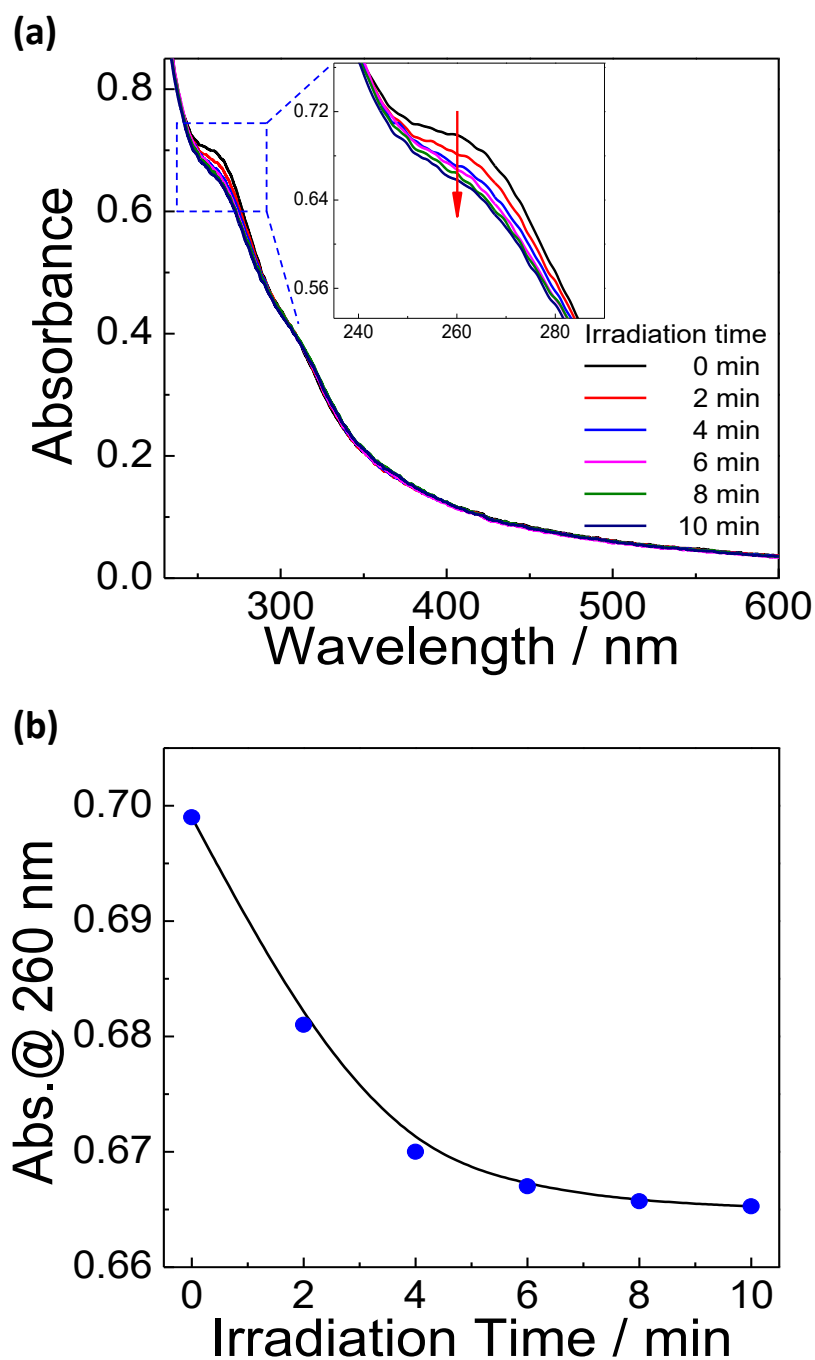 (a)
Absorbance
0.8
0.6
0.4
0.2
0.0
0.72
0.64
0.56
240 260 280
Irradiation time
0 min
2 min
4 min
6 min
8 min
10 min
300 400 500 600
Wavelength / nm
(b)
Abs.@ 260 nm
0.70
0.69
0.68
0.67
0.66
0 2 4 6 8 10
Irradiation Time / min